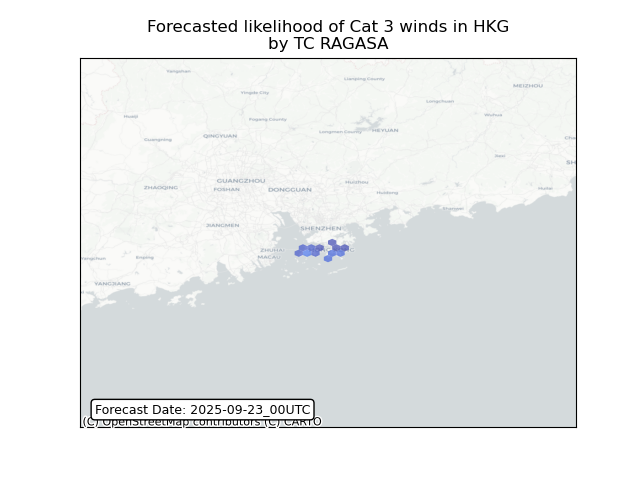 Forecasted likelihood of Cat 3 winds in HKG
by TC RAGASA
MEIZHOU
Yingde City
Lianping County
Longchuan
Fogang County
Wuhua
Longmen County
HEYUAN
QINGYUAN
Guangning
GUANGZHOU
ZHAOQING
FOSHAN
DONGGUAN
Huizhou
Huidong
JIANGMEN
SHENZHEN
ZHUHAI
MACAU
Enping
YANGJIANG
Forecast Date: 2025-09-23_00UTC
(C) OpenStreetMap contributors (C) CARTO